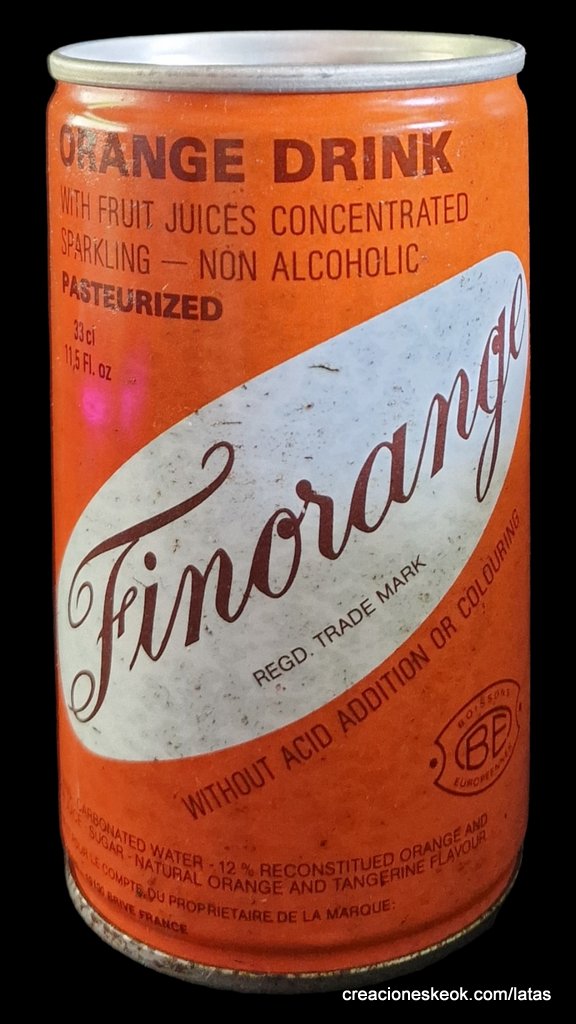 ORANGE DRINK
WITH FRUIT JUICES CONCENTRATED
SPARKLING — NON ALCOHOLIC
PASTEURIZED
33 cl
11,5 Fl. oz
Finorange
REGD. TRADE MARK
WITHOUT ACID ADDITION OR COLOURING
BOISSONS
BE
EUROPEENNES
CARBONATED WATER - 12 % RECONSTITUED ORANGE AND
SUGAR - NATURAL ORANGE AND TANGERINE FLAVOUR
POUR LE COMPTE DU PROPRIETAIRE DE LA MARQUE:
BRIVE FRANCE
creacioneskeok.com/latas